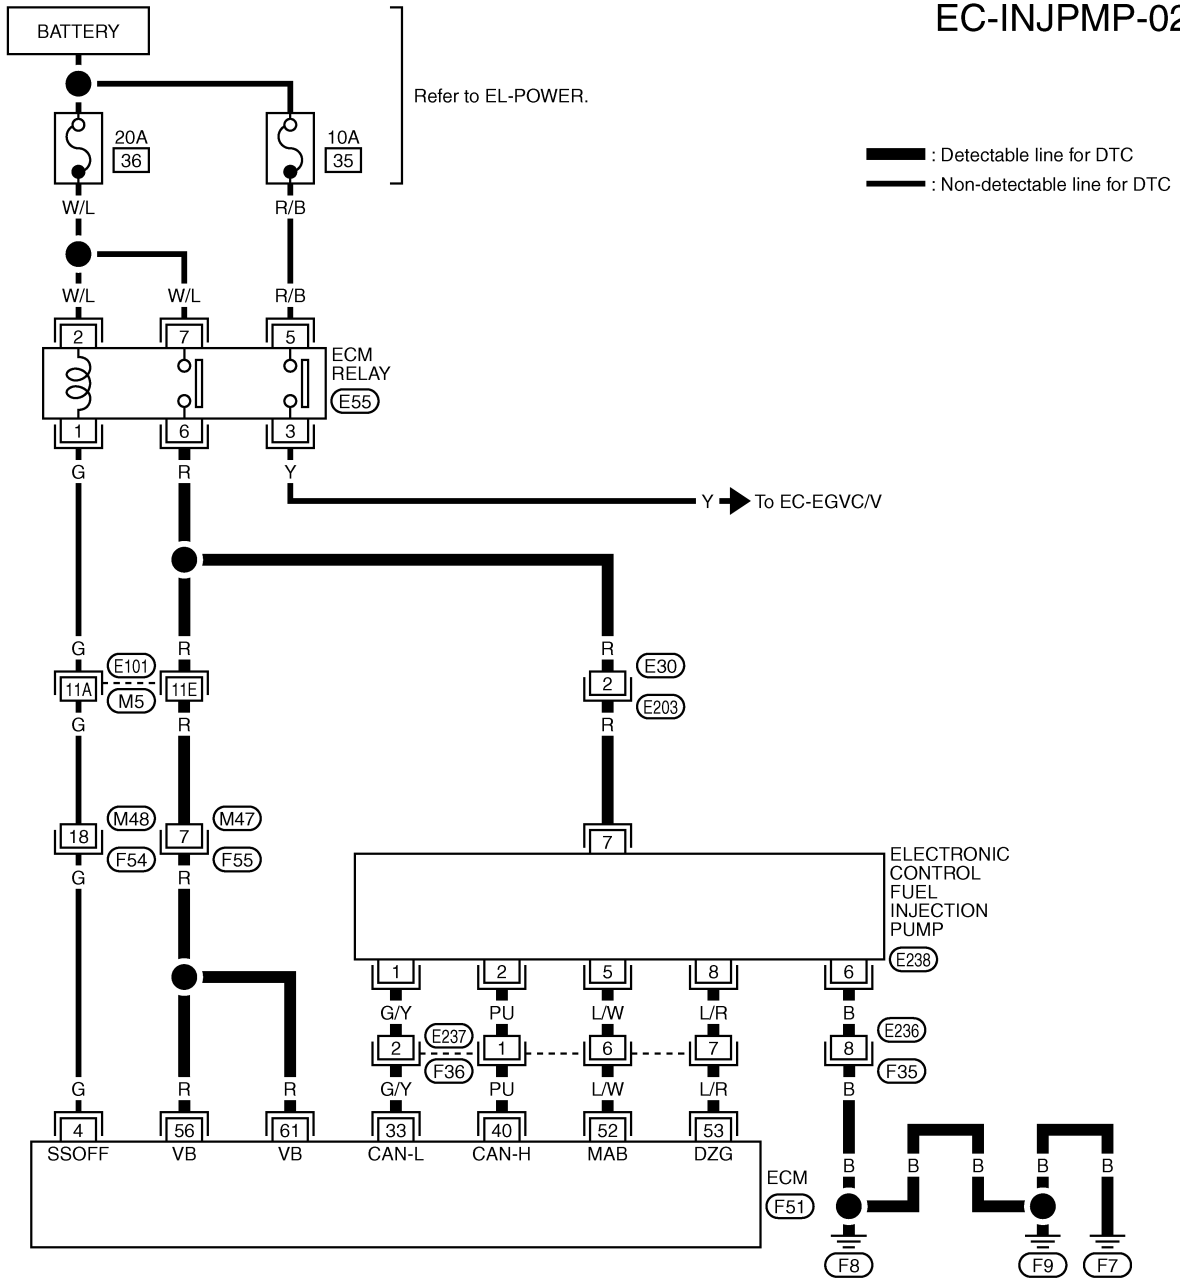 EC-INJPMP-02
BATTERY
Refer to EL-POWER.
20A
36
10A
35
: Detectable line for DTC
: Non-detectable line for DTC
W/L
R/B
W/L
W/L
R/B
2
7
5
ECM
RELAY
E55
1
6
3
G
R
Y
Y
To EC-EGVC/V
G
R
R
E101
E30
11A
11E
2
M5
E203
G
R
R
M48
M47
18
7
7
F54
F55
G
R
ELECTRONIC
CONTROL
FUEL
INJECTION
PUMP
E238
1
2
5
8
6
G/Y
PU
L/W
L/R
B
E237
E236
2
1
6
7
8
F36
F35
G
R
R
G/Y
PU
L/W
L/R
B
4
56
61
33
40
52
53
SSOFF
VB
VB
CAN-L
CAN-H
MAB
DZG
B
B
B
B
B
ECM
F51
F8
F9
F7